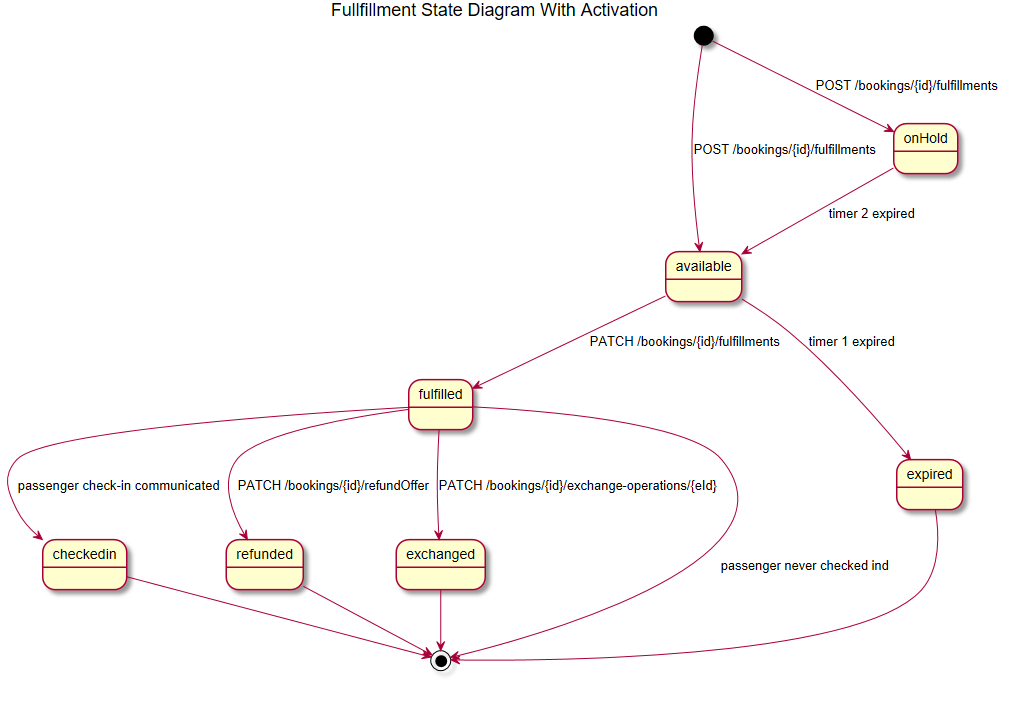 Fullfillment State Diagram With Activation
POST /bookings/{id}/fulfillments
onHold
POST /bookings/{id}/fulfillments
timer 2 expired
available
PATCH /bookings/{id}/fulfillments
timer 1 expired
fulfilled
expired
passenger check-in communicated
PATCH /bookings/{id}/refundOffer
PATCH /bookings/{id}/exchange-operations/{eId}
checkedin
refunded
exchanged
passenger never checked ind